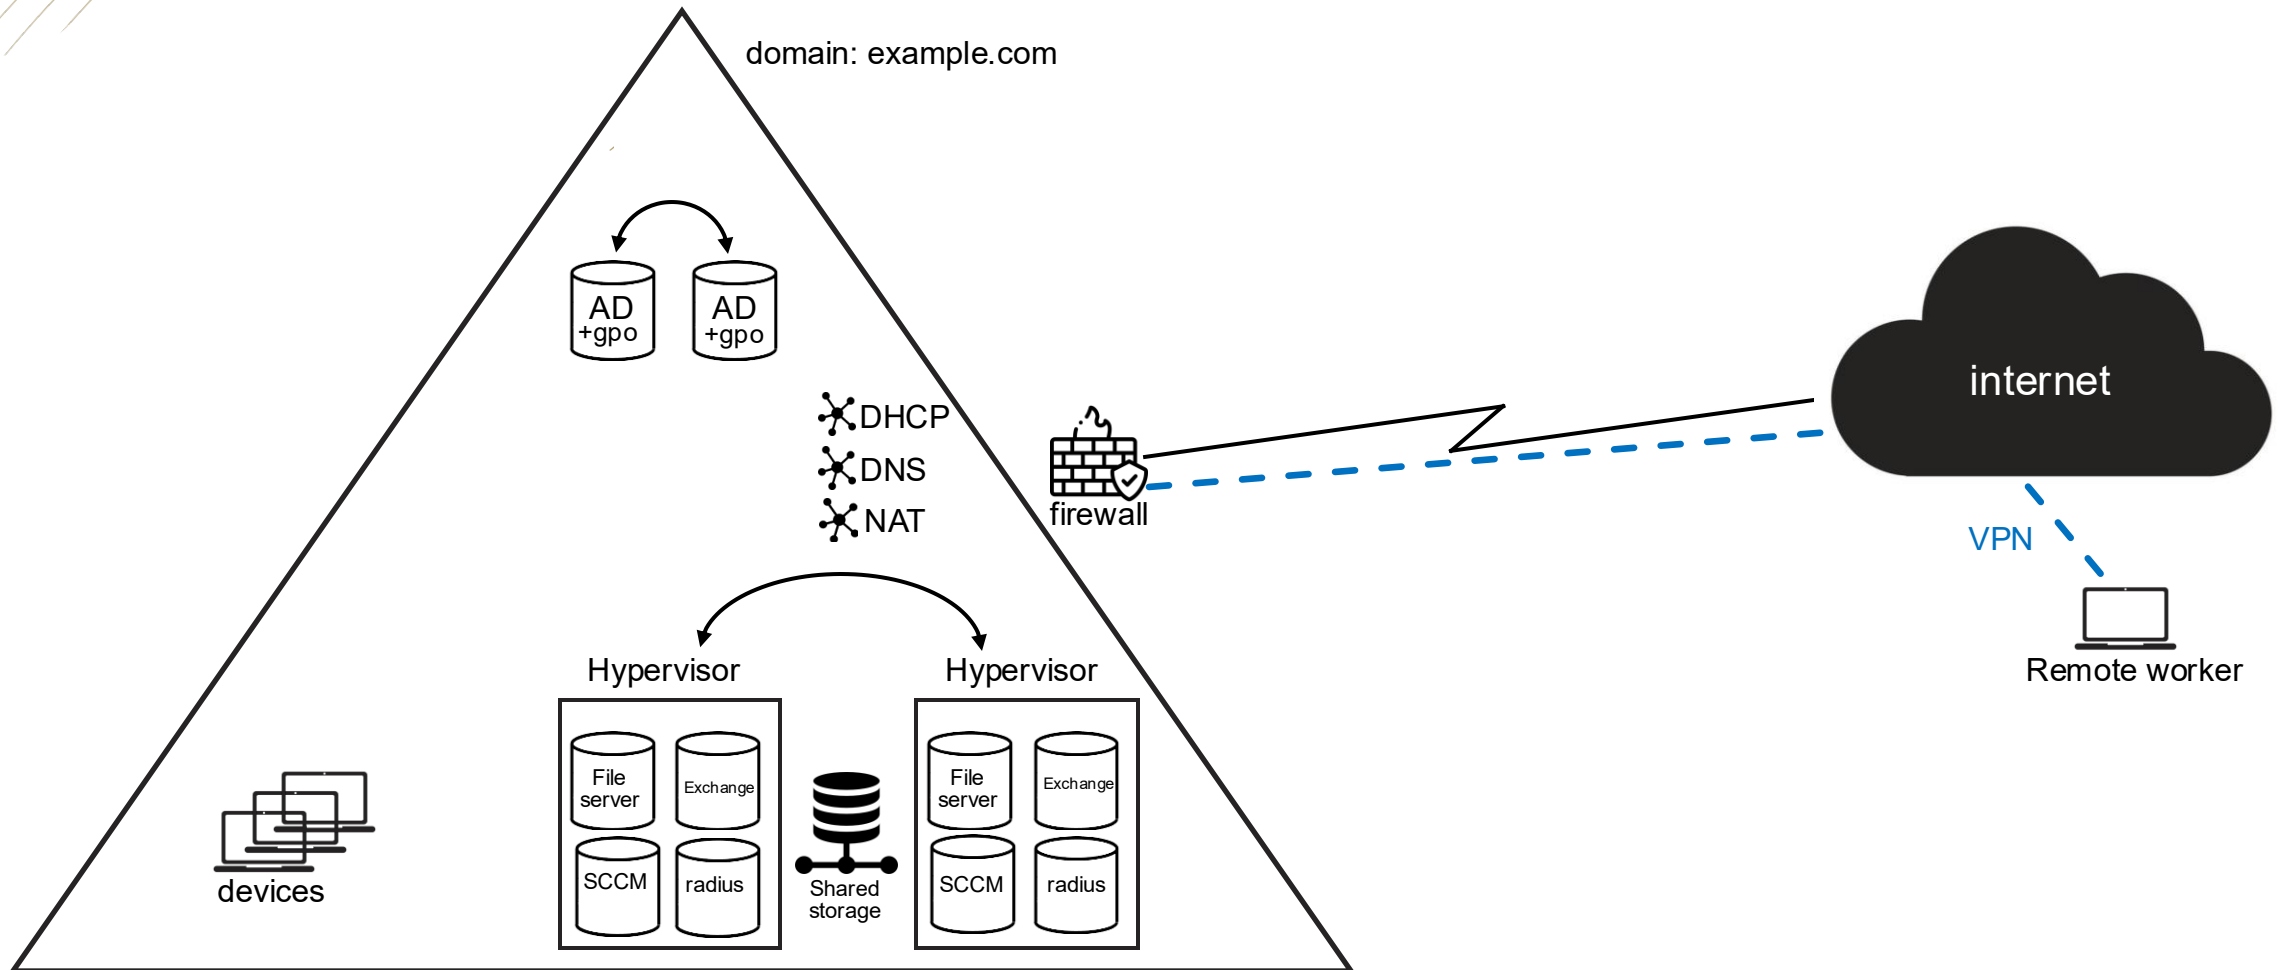 domain: example.com
AD
+gpo
AD
+gpo
DHCP
DNS
NAT
firewall
internet
VPN
Remote worker
Hypervisor
Hypervisor
File
server
Exchange
SCCM
radius
Shared
storage
File
server
Exchange
SCCM
radius
devices